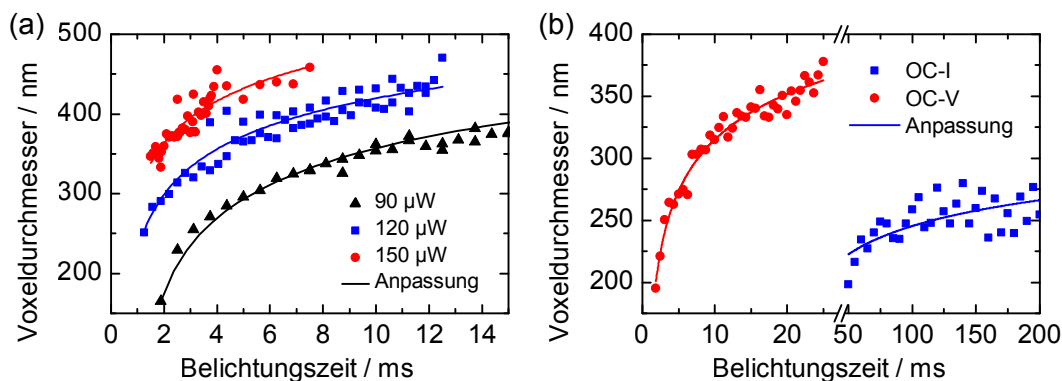 (a)
500
400
300
200
Voxeldurchmesser / nm
0 2 4 6 8 10 12 14
Belichtungszeit / ms
90 µW
120 µW
150 µW
Anpassung
(b)
400
350
300
250
200
Voxeldurchmesser / nm
0 10 20 50 100 150 200
Belichtungszeit / ms
OC-I
OC-V
Anpassung